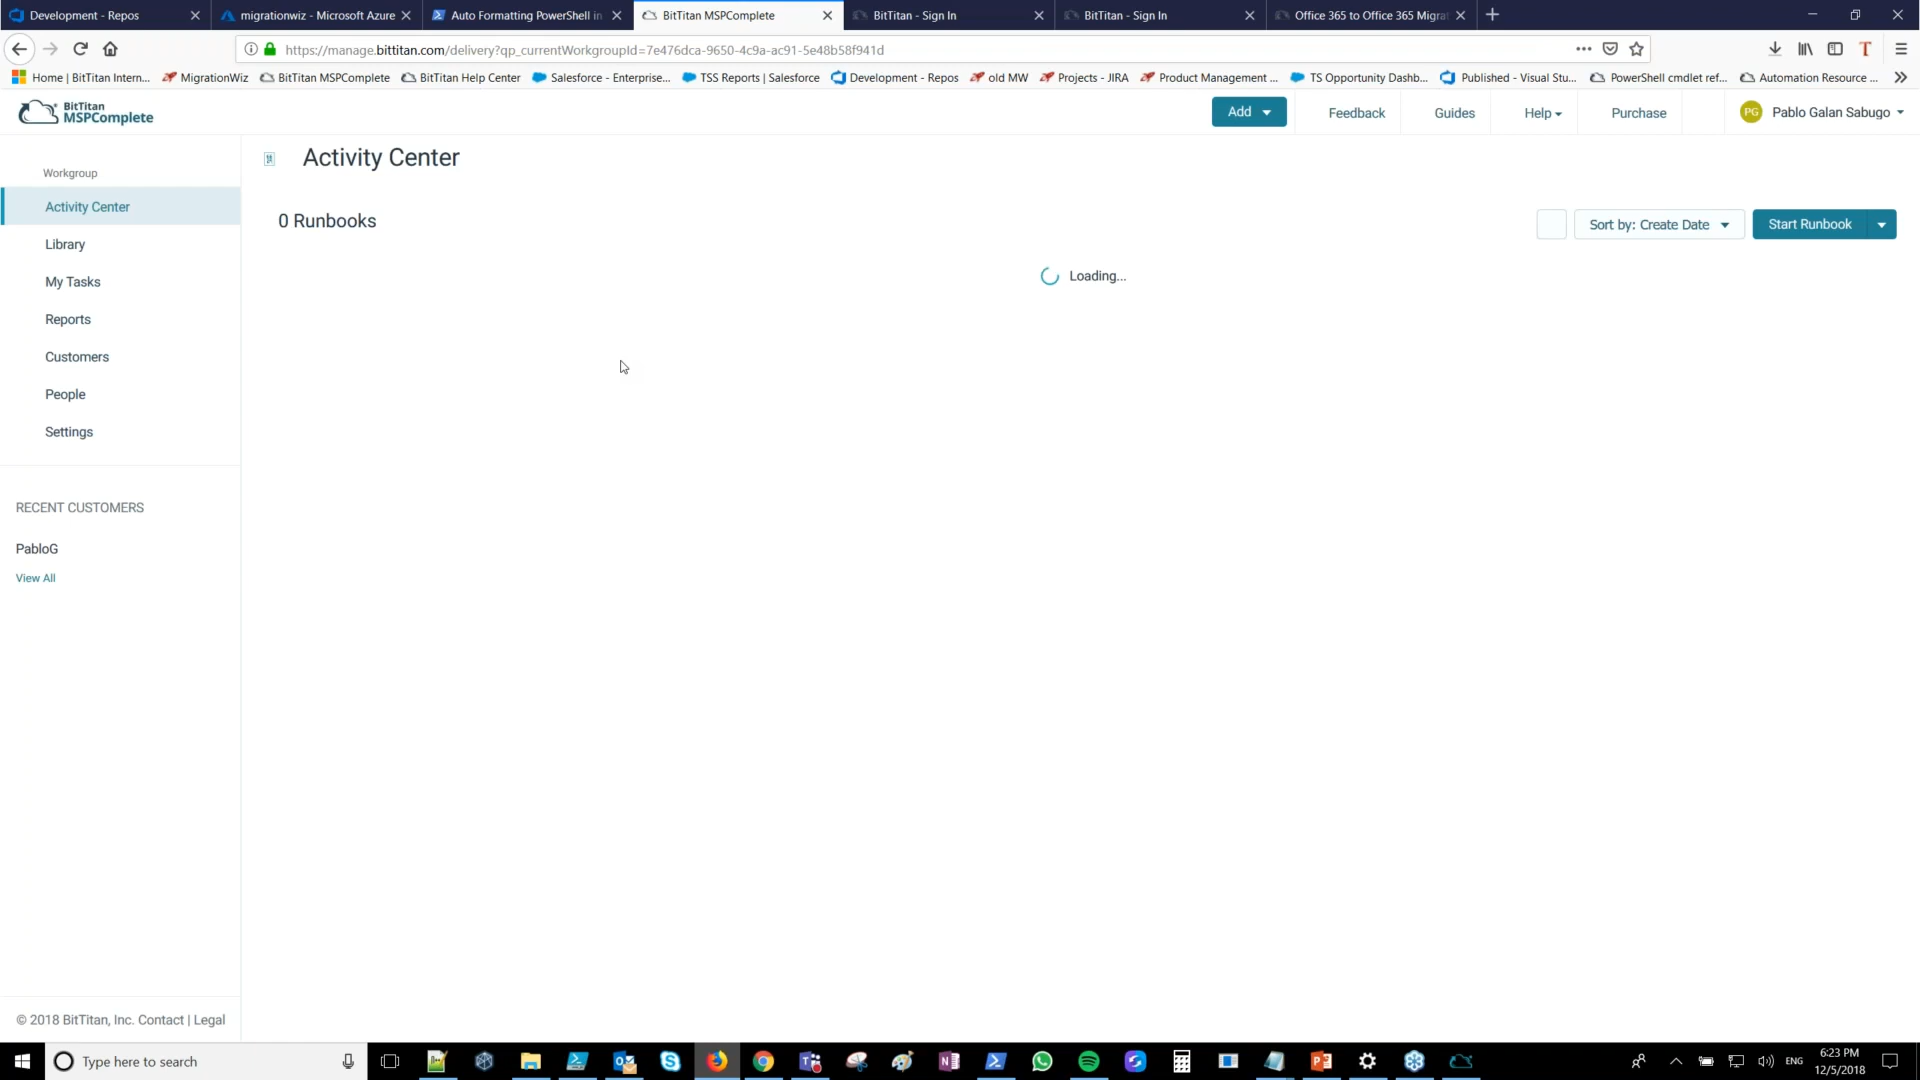 Development - Repos
migrationwiz - Microsoft Azure
Auto Formatting PowerShell in
BitTitan MSPComplete
BitTitan - Sign In
BitTitan - Sign In
Office 365 to Office 365 Migrat
https://manage.bittitan.com/delivery?qp_currentWorkgroupId=7e476dca-9650-4c9a-ac91-5e48b58f941d
Home | BitTitan Intern...
MigrationWiz
BitTitan MSPComplete
BitTitan Help Center
Salesforce - Enterprise...
TSS Reports | Salesforce
Development - Repos
old MW
Projects - JIRA
Product Management ...
TS Opportunity Dashb...
Published - Visual Stu...
PowerShell cmdlet ref...
Automation Resource ...
BitTitan
MSPComplete
Add
Feedback
Guides
Help
Purchase
PG
Pablo Galan Sabugo
Workgroup
Activity Center
Library
My Tasks
Reports
Customers
People
Settings
RECENT CUSTOMERS
PabloG
View All
Activity Center
0 Runbooks
Sort by: Create Date
Start Runbook
Loading...
© 2018 BitTitan, Inc. Contact | Legal
Type here to search
ENG
6:23 PM
12/5/2018